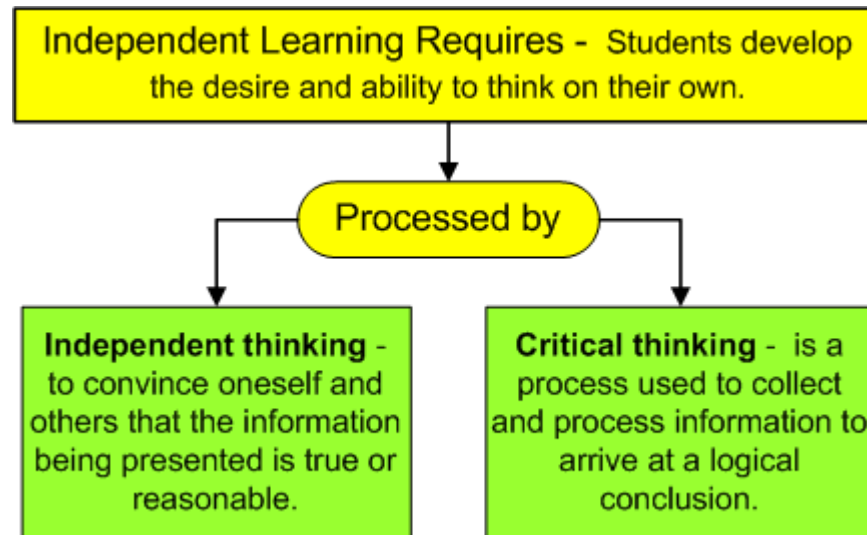 Independent Learning Requires - Students develop
the desire and ability to think on their own.
Processed by
Independent thinking -
to convince oneself and
others that the information
being presented is true or
reasonable.
Critical thinking - is a
process used to collect
and process information to
arrive at a logical
conclusion.